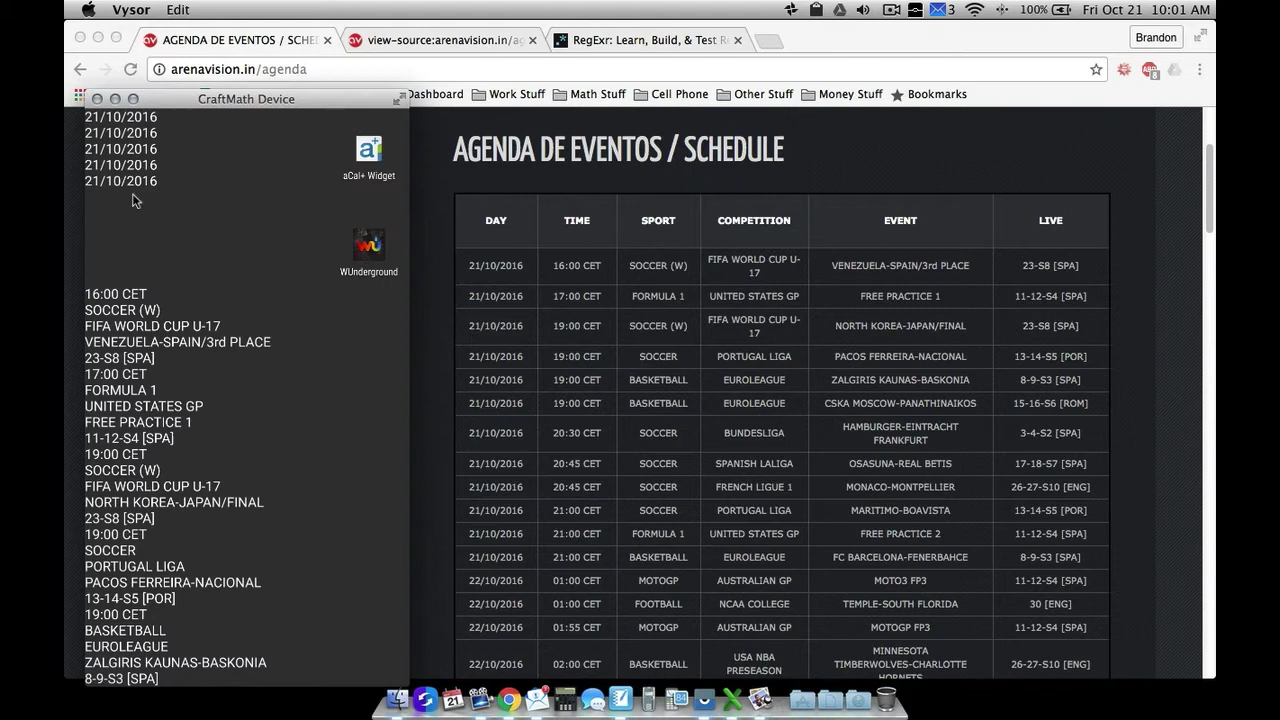 Vysor Edit
3 100% Fri Oct 21 10:01 AM
AGENDA DE EVENTOS / SCHE
view-source:arenavision.in/ag
RegExr: Learn, Build, & Test R
Brandon
arenavision.in/agenda
ABP 8
Dashboard Work Stuff Math Stuff Cell Phone Other Stuff Money Stuff Bookmarks
CraftMath Device
21/10/2016
21/10/2016
21/10/2016
21/10/2016
21/10/2016
a+
aCal+ Widget
wu
WUnderground
16:00 CET
SOCCER (W)
FIFA WORLD CUP U-17
VENEZUELA-SPAIN/3rd PLACE
23-S8 [SPA]
17:00 CET
FORMULA 1
UNITED STATES GP
FREE PRACTICE 1
11-12-S4 [SPA]
19:00 CET
SOCCER (W)
FIFA WORLD CUP U-17
NORTH KOREA-JAPAN/FINAL
23-S8 [SPA]
19:00 CET
SOCCER
PORTUGAL LIGA
PACOS FERREIRA-NACIONAL
13-14-S5 [POR]
19:00 CET
BASKETBALL
EUROLEAGUE
ZALGIRIS KAUNAS-BASKONIA
8-9-S3 [SPA]
AGENDA DE EVENTOS / SCHEDULE
DAY TIME SPORT COMPETITION EVENT LIVE
21/10/2016 16:00 CET SOCCER (W) FIFA WORLD CUP U-
17 VENEZUELA-SPAIN/3rd PLACE 23-S8 [SPA]
21/10/2016 17:00 CET FORMULA 1 UNITED STATES GP FREE PRACTICE 1 11-12-S4 [SPA]
21/10/2016 19:00 CET SOCCER (W) FIFA WORLD CUP U-
17 NORTH KOREA-JAPAN/FINAL 23-S8 [SPA]
21/10/2016 19:00 CET SOCCER PORTUGAL LIGA PACOS FERREIRA-NACIONAL 13-14-S5 [POR]
21/10/2016 19:00 CET BASKETBALL EUROLEAGUE ZALGIRIS KAUNAS-BASKONIA 8-9-S3 [SPA]
21/10/2016 19:00 CET BASKETBALL EUROLEAGUE CSKA MOSCOW-PANATHINAIKOS 15-16-S6 [ROM]
21/10/2016 20:30 CET SOCCER BUNDESLIGA HAMBURGER-EINTRACHT
FRANKFURT 3-4-S2 [SPA]
21/10/2016 20:45 CET SOCCER SPANISH LALIGA OSASUNA-REAL BETIS 17-18-S7 [SPA]
21/10/2016 20:45 CET SOCCER FRENCH LIGUE 1 MONACO-MONTPELLIER 26-27-S10 [ENG]
21/10/2016 21:00 CET SOCCER PORTUGAL LIGA MARITIMO-BOAVISTA 13-14-S5 [POR]
21/10/2016 21:00 CET FORMULA 1 UNITED STATES GP FREE PRACTICE 2 11-12-S4 [SPA]
21/10/2016 21:00 CET BASKETBALL EUROLEAGUE FC BARCELONA-FENERBAHCE 8-9-S3 [SPA]
22/10/2016 01:00 CET MOTOGP AUSTRALIAN GP MOTO3 FP3 11-12-S4 [SPA]
22/10/2016 01:00 CET FOOTBALL NCAA COLLEGE TEMPLE-SOUTH FLORIDA 30 [ENG]
22/10/2016 01:55 CET MOTOGP AUSTRALIAN GP MOTOGP FP3 11-12-S4 [SPA]
22/10/2016 02:00 CET BASKETBALL USA NBA
PRESEASON MINNESOTA
TIMBERWOLVES-CHARLOTTE
HORNETS 26-27-S10 [ENG]